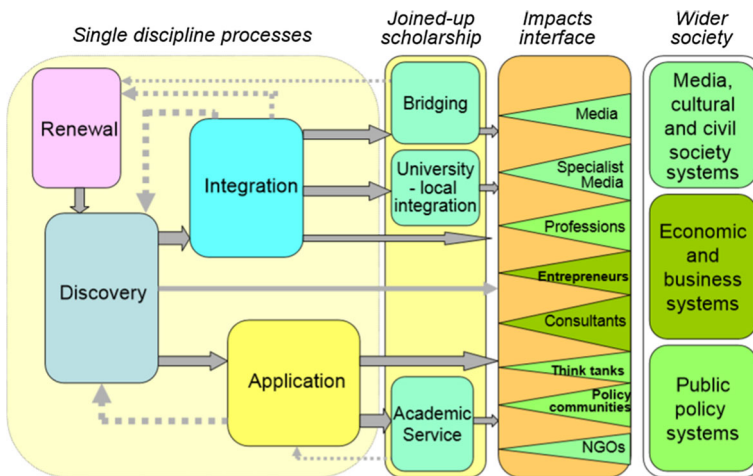 Single discipline processes
Joined-up
scholarship
Impacts
interface
Wider
society
Renewal
Discovery
Integration
Application
Bridging
University
- local
integration
Academic
Service
Media
Specialist
Media
Professions
Entrepreneurs
Consultants
Think tanks
Policy
communities
NGOs
Media,
cultural
and civil
society
systems
Economic
and
business
systems
Public
policy
systems